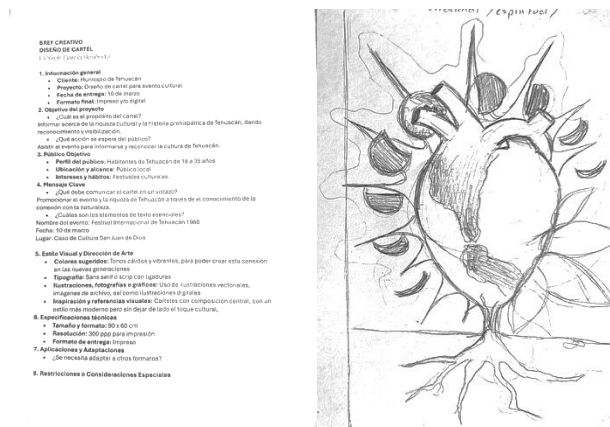 BREF CREATIVO
DISEÑO DE CARTEL
1. Información general
Cliente: Municipio de Tehuacán
Proyecto: Diseño de cartel para evento cultural
Fecha de entrega: 10 de marzo
Formato final: Impreso y/o digital
2. Objetivo del proyecto
¿Cuál es el propósito del cartel?
Informar acerca de la riqueza cultural y la historia prehispánica de Tehuacán, dando
reconocimiento y visibilización.
¿Qué acción se espera del público?
Asistir al evento para informarse y reconocer la cultura de Tehuacán.
3. Público Objetivo
Perfil del público: Habitantes de Tehuacán de 18 a 35 años
Ubicación y alcance: Público local
Intereses y hábitos: Festivales culturales.
4. Mensaje Clave
¿Qué debe comunicar el cartel en un vistazo?
Promocionar el evento y la riqueza de Tehuacán a través de el conocimiento de la
conexión con la naturaleza.
¿Cuáles son los elementos de texto esenciales?
Nombre del evento: Festival Internacional de Tehuacán 1960
Fecha: 10 de marzo
Lugar: Casa de Cultura San Juan de Dios
5. Estilo Visual y Dirección de Arte
Colores sugeridos: Tonos cálidos y vibrantes, para poder crear esta conexión
en las nuevas generaciones
Tipografía: Sans serif o scrip con ligaduras
Ilustraciones, fotografías o gráficos: Uso de ilustraciones vectoriales,
imágenes de archivo, así como ilustraciones digitales
Inspiración y referencias visuales: Carteles con composición central, con un
estilo más moderno pero sin dejar de lado el toque cultural.
6. Especificaciones técnicas
Tamaño y formato: 90 x 60 cm
Resolución: 300 ppp para impresión
Formato de entrega: Impreso
7. Aplicaciones y Adaptaciones
¿Se necesita adaptar a otros formatos?
8. Restricciones o Consideraciones Especiales